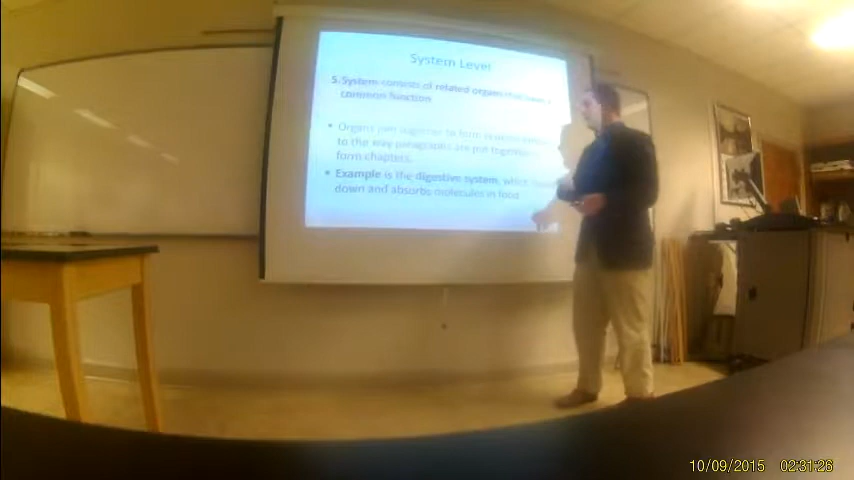 System Level
5. System consists of related organs that have a
common function
• Organs join together to form
to the way paragraphs are put together
form chapters.
• Example is the digestive system, which
down and absorbs molecules in food
10/09/2015 02:31:26